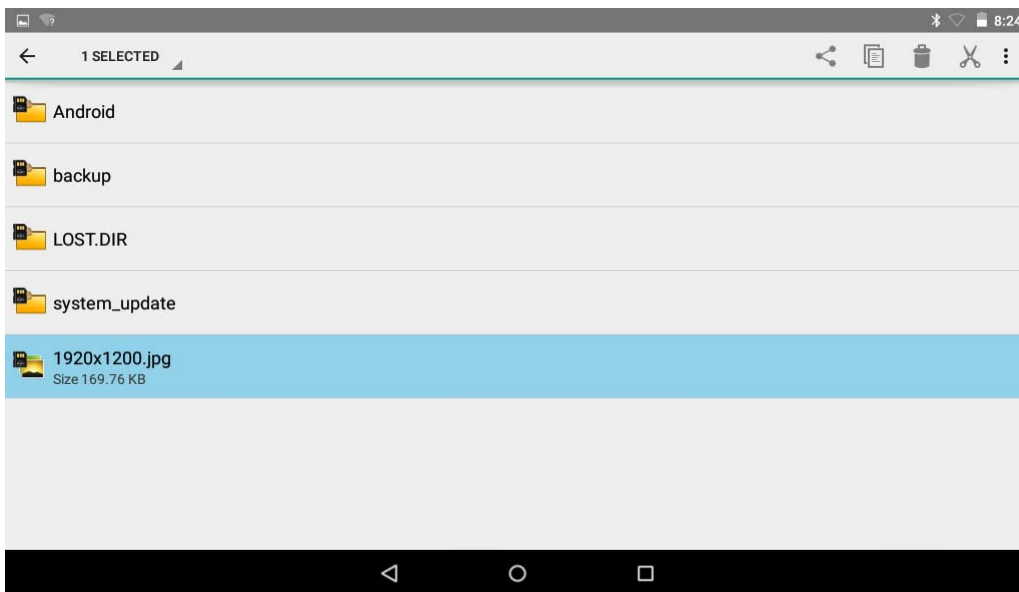 8:24
1 SELECTED
Android
backup
LOST.DIR
system_update
1920x1200.jpg
Size 169.76 KB